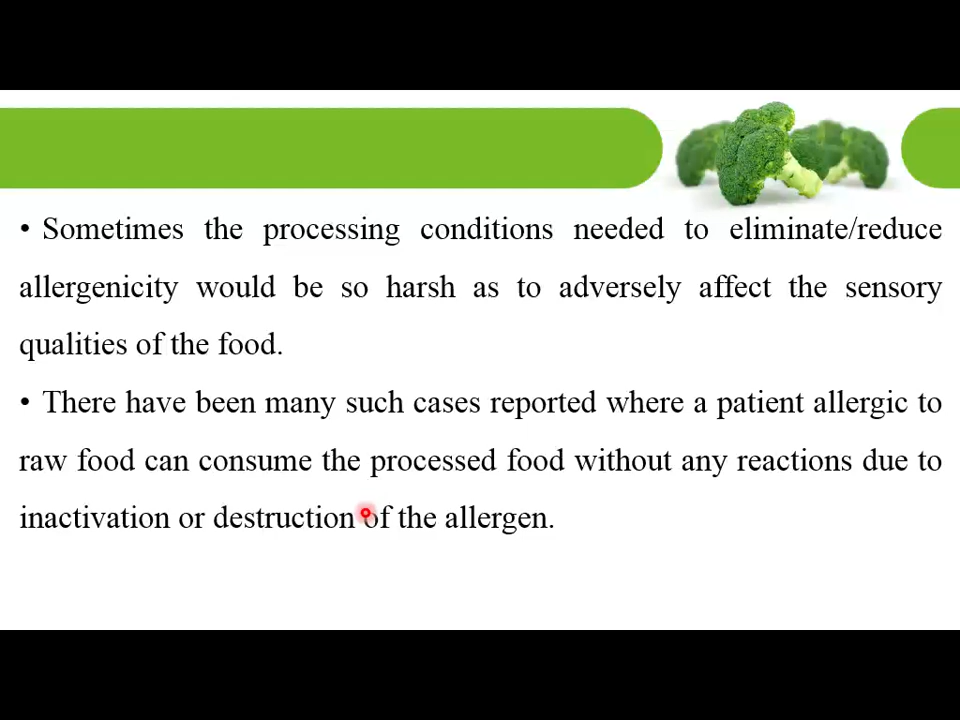 • Sometimes the processing conditions needed to eliminate/reduce
allergenicity would be so harsh as to adversely affect the sensory
qualities of the food.
• There have been many such cases reported where a patient allergic to
raw food can consume the processed food without any reactions due to
inactivation or destruction of the allergen.